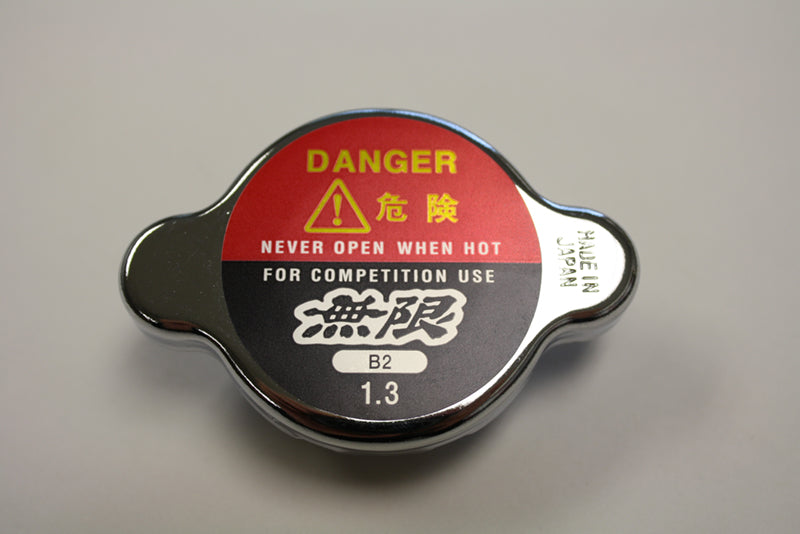 DANGER
危険
NEVER OPEN WHEN HOT
FOR COMPETITION USE
無限
B2
1.3
MADE IN
JAPAN